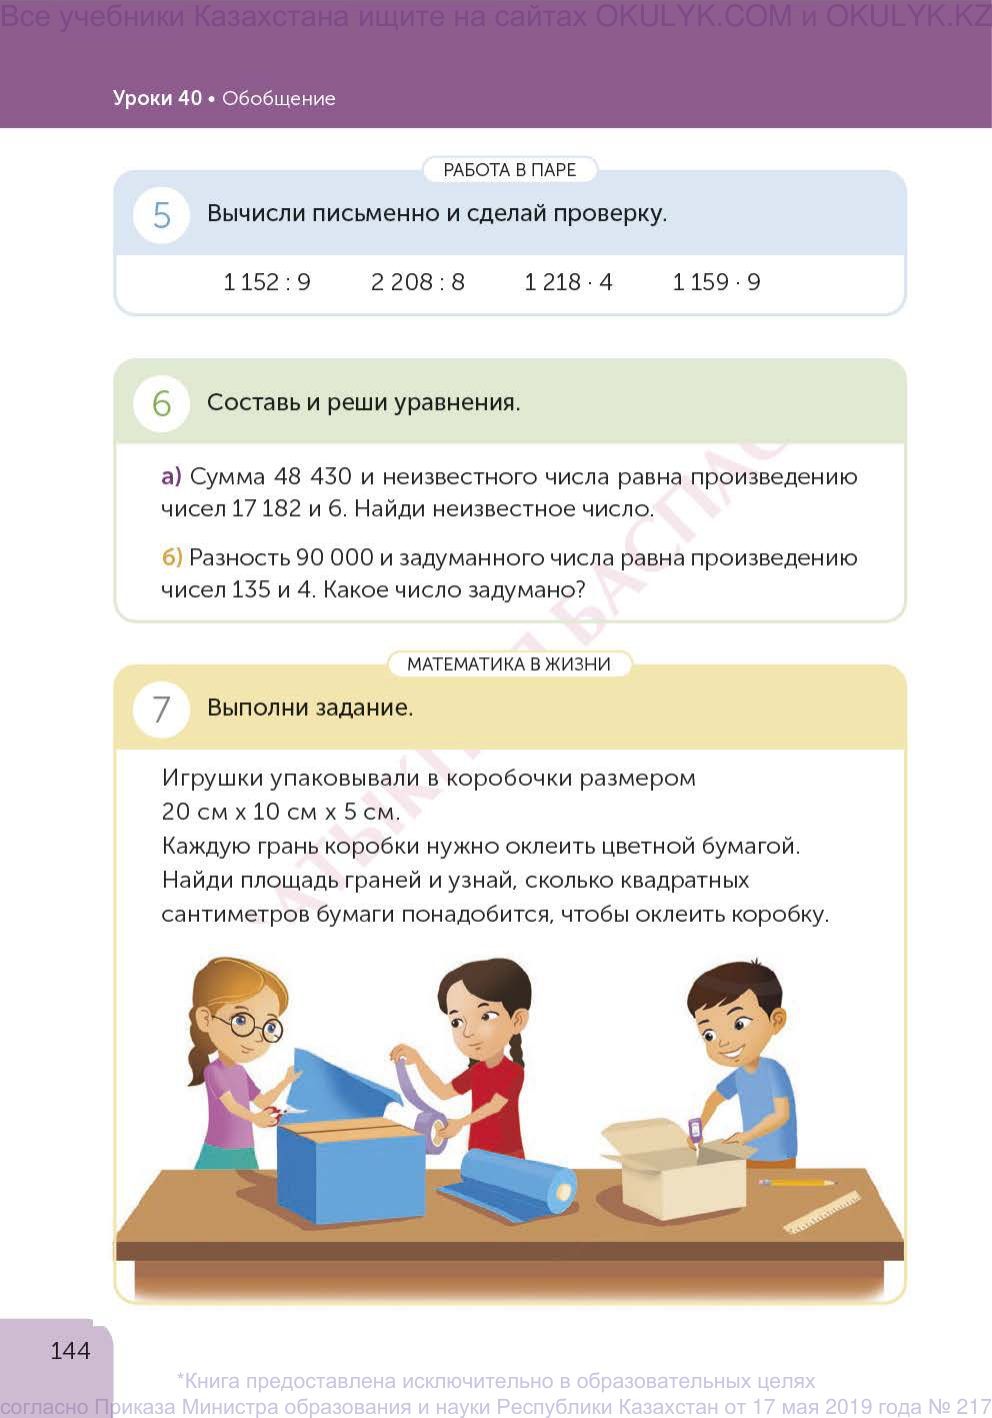 Все учебники Казахстана ищите на сайтах OKULYK.COM и OKULYK.KZ
Уроки 40 • Обобщение
РАБОТА В ПАРЕ
5 Вычисли письменно и сделай проверку.
1 152 : 9 2 208 : 8 1 218 · 4 1 159 · 9
6 Составь и реши уравнения.
а) Сумма 48 430 и неизвестного числа равна произведению
чисел 17 182 и 6. Найди неизвестное число.
б) Разность 90 000 и задуманного числа равна произведению
чисел 135 и 4. Какое число задумано?
МАТЕМАТИКА В ЖИЗНИ
7 Выполни задание.
Игрушки упаковывали в коробочки размером
20 см х 10 см х 5 см.
Каждую грань коробки нужно оклеить цветной бумагой.
Найди площадь граней и узнай, сколько квадратных
сантиметров бумаги понадобится, чтобы оклеить коробку.
144
*Книга предоставлена исключительно в образовательных целях
согласно Приказа Министра образования и науки Республики Казахстан от 17 мая 2019 года № 217